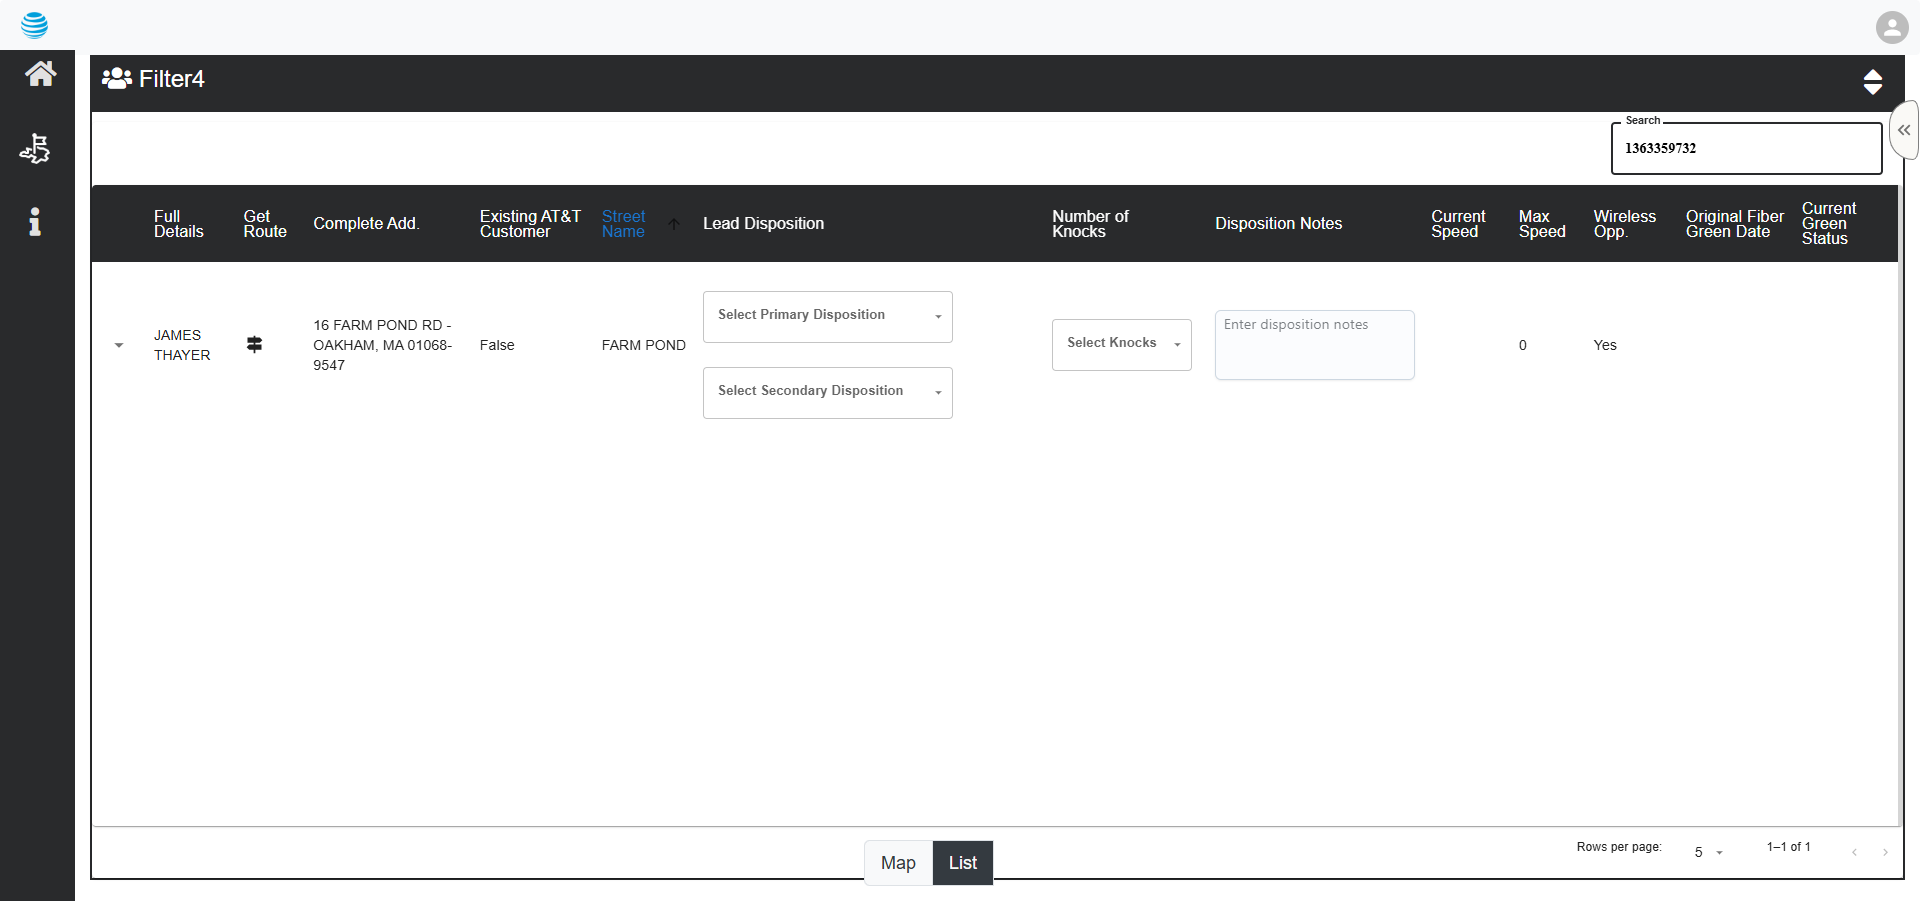 Filter4
Search
1363359732
Full Details
Get Route
Complete Add.
Existing AT&T Customer
Street Name
Lead Disposition
Number of Knocks
Disposition Notes
Current Speed
Max Speed
Wireless Opp.
Original Fiber Green Date
Current Green Status
JAMES THAYER
16 FARM POND RD -
OAKHAM, MA 01068-
9547
False
FARM POND
Select Primary Disposition
Select Secondary Disposition
Select Knocks
Enter disposition notes
0
Yes
Map
List
Rows per page:
5
1–1 of 1